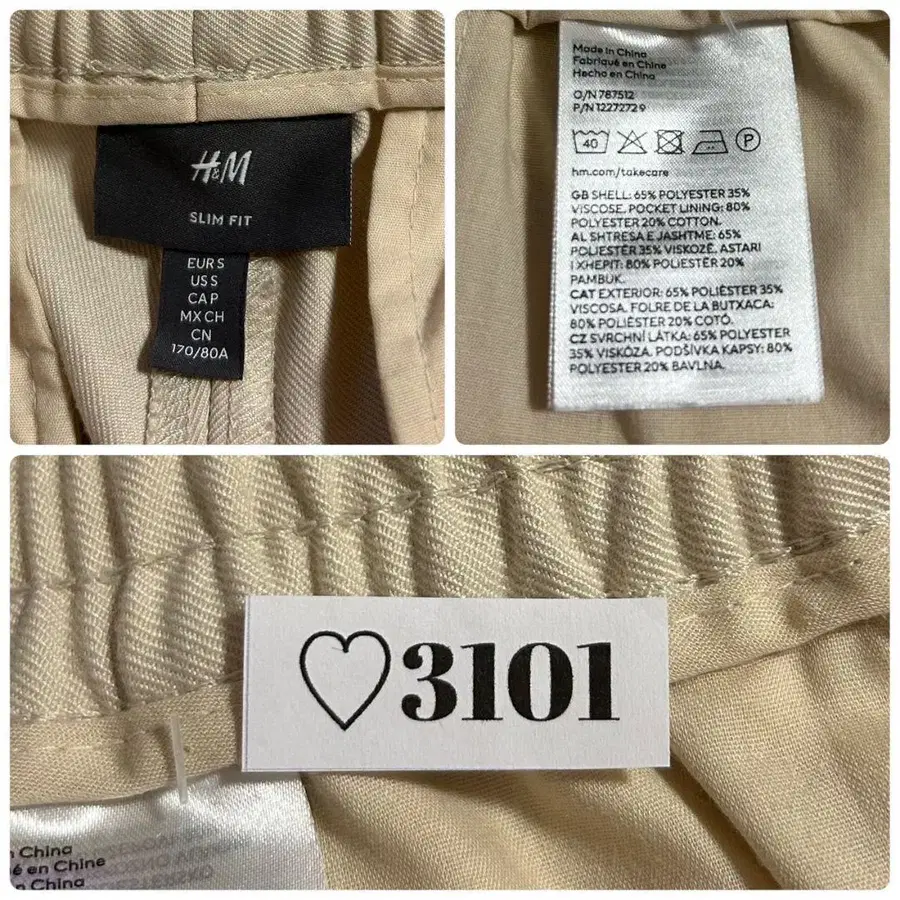 H&M
SLIM FIT
EUR S
US S
CA P
MX CH
CN
170/80A
Made in China
Fabriqué en Chine
Hecho en China
O/N 787512
P/N 12272729
40
P
hm.com/takecare
GB SHELL: 65% POLYESTER 35%
VISCOSE. POCKET LINING: 80%
POLYESTER 20% COTTON.
AL SHTRESA E JASHTME: 65%
POLIESTËR 35% VISKOZË. ASTARI
I XHEPIT: 80% POLIESTËR 20%
PAMBUK.
CAT EXTERIOR: 65% POLIÈSTER 35%
VISCOSA. FOLRE DE LA BUTXACA:
80% POLIÈSTER 20% COTÓ.
CZ SVRCHNÍ LÁTKA: 65% POLYESTER
35% VISKÓZA. PODŠÍVKA KAPSY: 80%
POLYESTER 20% BAVLNA.
♡3101
China
é en Chine
n China